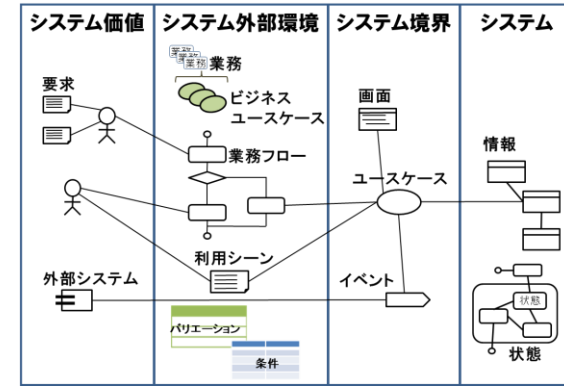 システム価値
システム外部環境
システム境界
システム
要求
外部システム
業務
業務
業務
業務
ビジネス
ユースケース
業務フロー
利用シーン
バリエーション
条件
画面
ユースケース
イベント
情報
状態
状態